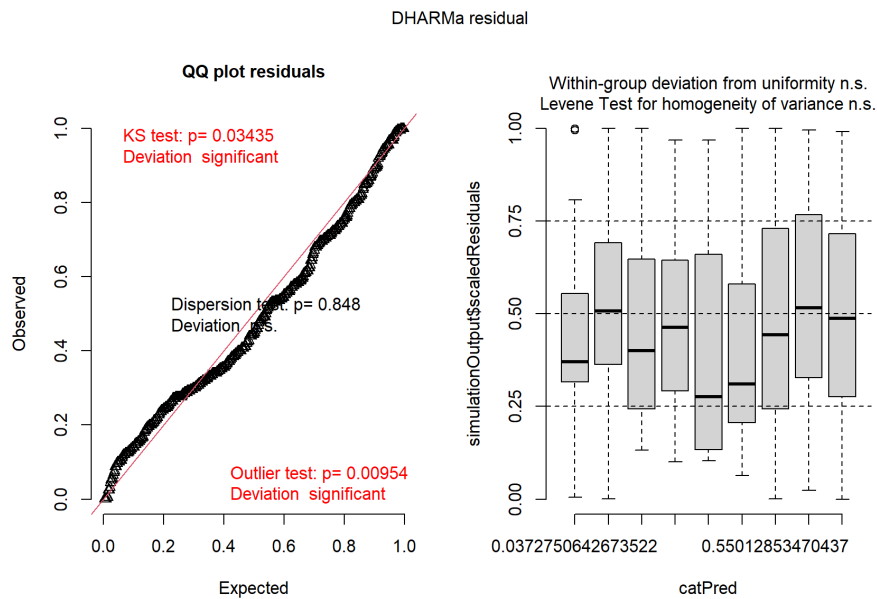 DHARMa residual
QQ plot residuals
KS test: p= 0.03435
Deviation significant
Dispersion test: p= 0.848
Deviation n.s.
Outlier test: p= 0.00954
Deviation significant
Observed
0.0 0.2 0.4 0.6 0.8 1.0
0.0 0.2 0.4 0.6 0.8 1.0
Expected
Within-group deviation from uniformity n.s.
Levene Test for homogeneity of variance n.s.
simulationOutput$scaledResiduals
0.00 0.25 0.50 0.75 1.00
0.0372750642673522 0.55012853470437
catPred